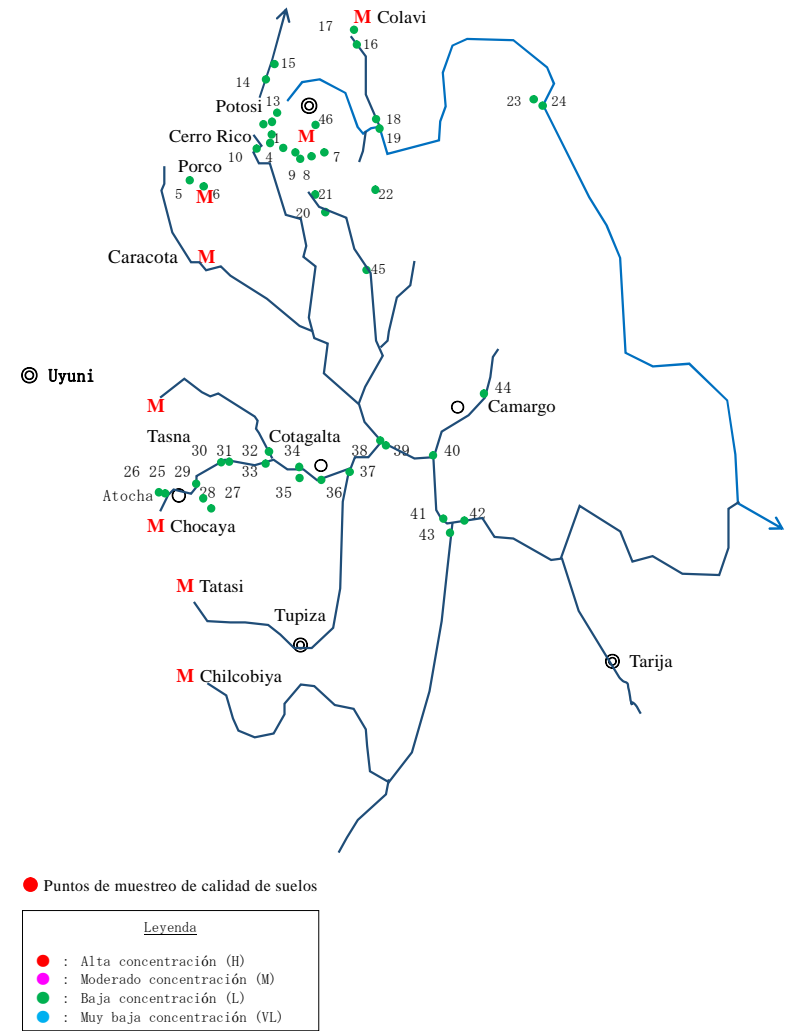 17
M Colavi
16
15
14
13
Potosi
46
18
23
24
Cerro Rico
1
M
19
10
4
7
9
8
Porco
5
M
6
21
22
20
Caracota
M
45
Uyuni
M
44
Camargo
Tasna
Cotagalta
30
31
32
34
38
39
40
26
25
29
33
37
Atocha
28
27
35
36
M Chocaya
41
42
43
M Tatasi
Tupiza
Tarija
M Chilcobiya
Puntos de muestreo de calidad de suelos
Leyenda
: Alta concentración (H)
: Moderado concentración (M)
: Baja concentración (L)
: Muy baja concentración (VL)